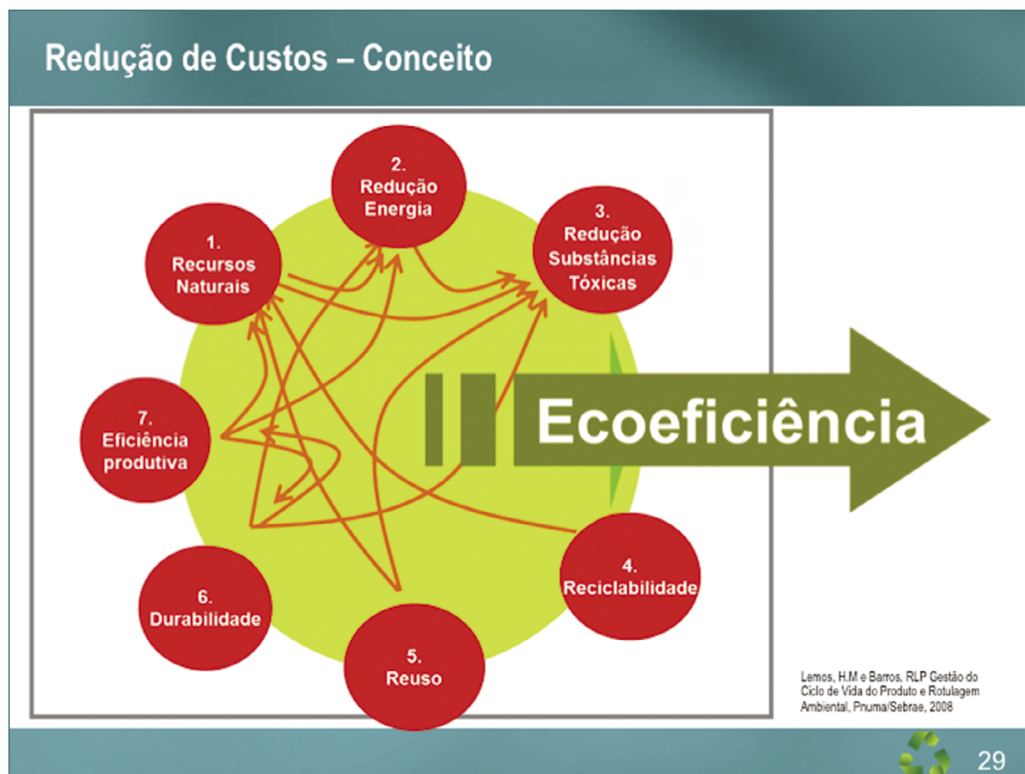 Redução de Custos – Conceito
2.
Redução
Energia
3.
Redução
Substâncias
Tóxicas
1.
Recursos
Naturais
Ecoeficiência
7.
Eficiência
produtiva
4.
Reciclabilidade
6.
Durabilidade
5.
Reuso
Lemos, H.M e Barros, RLP Gestão do
Ciclo de Vida do Produto e Rotulagem
Ambiental, Pnuma/Sebrae, 2008
29